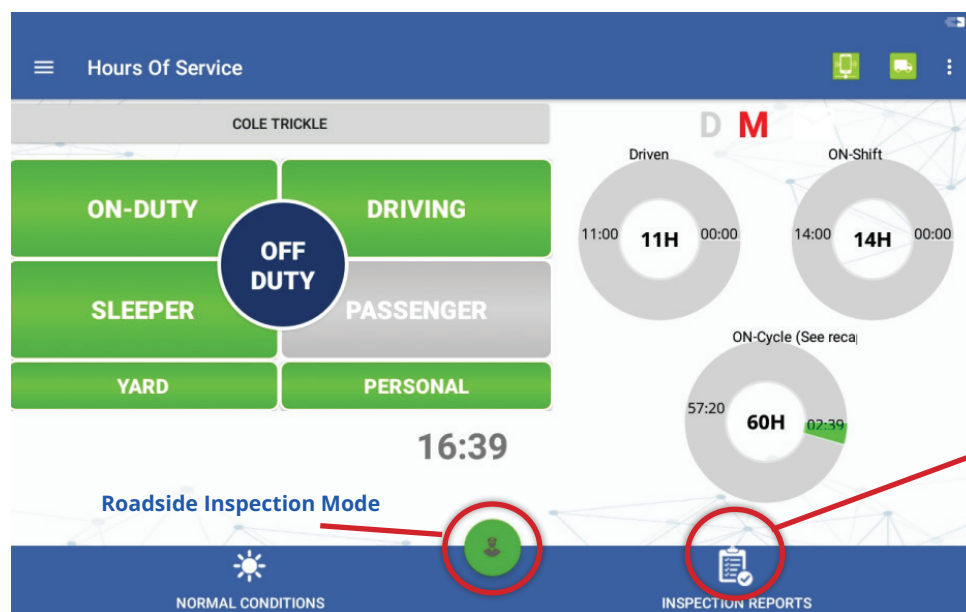 Hours Of Service
COLE TRICKLE
D M
ON-DUTY
DRIVING
OFF
DUTY
SLEEPER
PASSENGER
YARD
PERSONAL
16:39
Driven
11:00
11H
00:00
ON-Shift
14:00
14H
00:00
ON-Cycle (See reca
57:20
60H
02:39
Roadside Inspection Mode
NORMAL CONDITIONS
INSPECTION REPORTS